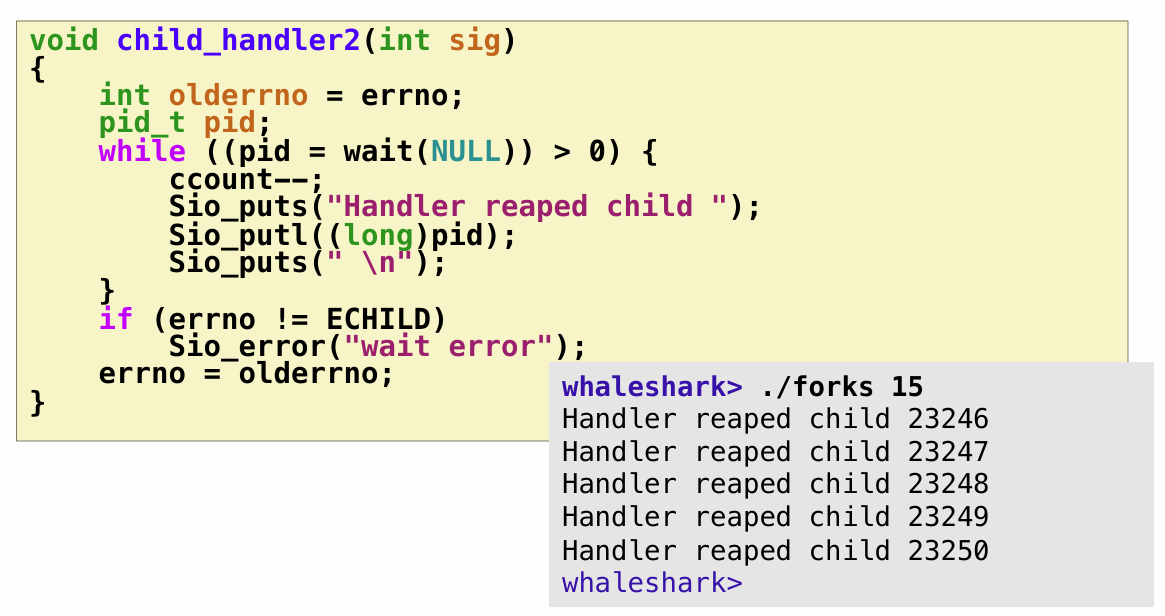 void child_handler2(int sig)
{
    int olderrno = errno;
    pid_t pid;
    while ((pid = wait(NULL)) > 0) {
        ccount--;
        Sio_puts("Handler reaped child ");
        Sio_putl((long)pid);
        Sio_puts(" \n");
    }
    if (errno != ECHILD)
        Sio_error("wait error");
    errno = olderrno;
}
whaleshark> ./forks 15
Handler reaped child 23246
Handler reaped child 23247
Handler reaped child 23248
Handler reaped child 23249
Handler reaped child 23250
whaleshark>